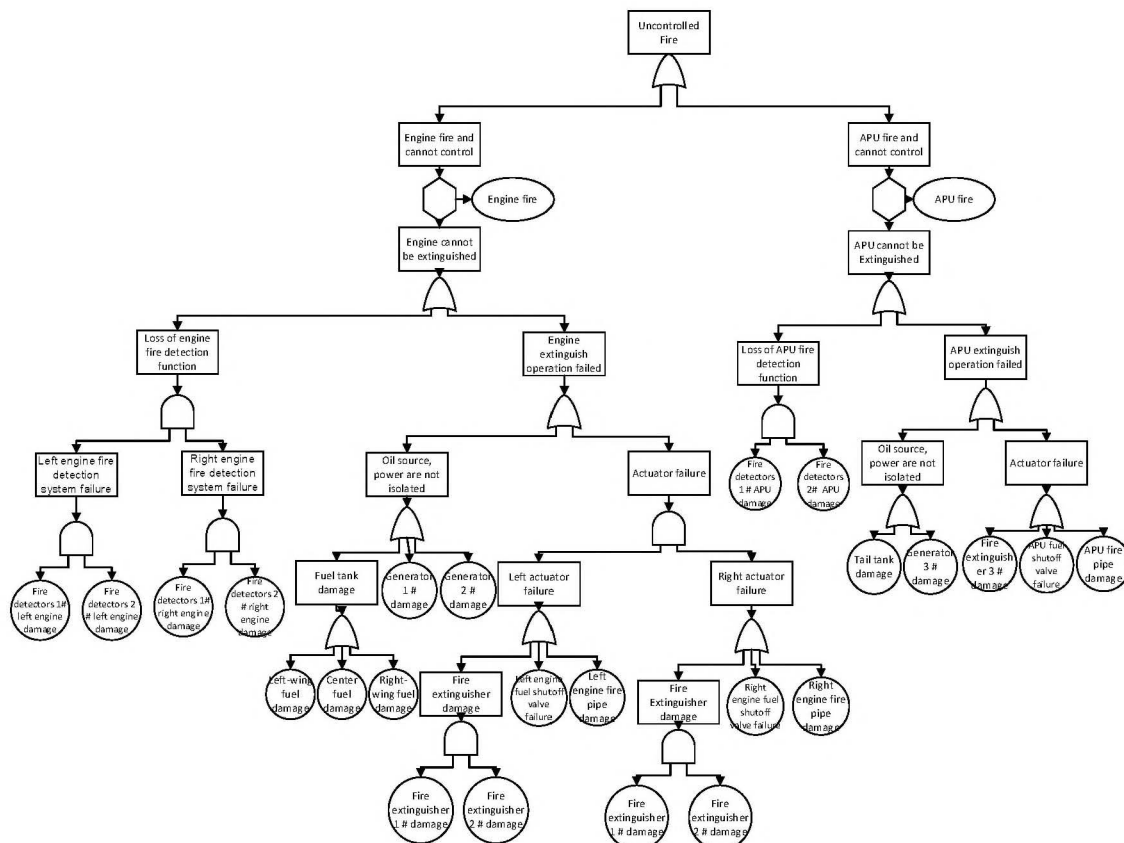 Uncontrolled
Fire
Engine fire and
cannot control
APU fire and
cannot control
Engine fire
APU fire
Engine cannot
be extinguished
APU cannot be
Extinguished
Loss of engine
fire detection
function
Engine
extinguish
operation failed
Loss of APU fire
detection
function
APU extinguish
operation failed
Left engine fire
detection
system failure
Right engine
fire detection
system failure
Oil source,
power are not
isolated
Actuator failure
Fire
detectors
1 # APU
damage
Fire
detectors
2# APU
damage
Oil source,
power are not
isolated
Actuator failure
Tail tank
damage
Generator
3 #
damage
Fire
extinguish
er 3 #
damage
APU fuel
shutoff
valve
failure
APU fire
pipe
damage
Fire
detectors 1#
left engine
damage
Fire
detectors 2
# left engine
damage
Fire
detectors 1#
right engine
damage
Fire
detectors 2
# right
engine
damage
Fuel tank
damage
Generator
1 #
damage
Generator
2 #
damage
Left actuator
failure
Right actuator
failure
Left-wing
fuel
damage
Center
fuel
damage
Right-
wing fuel
damage
Fire
extinguisher
damage
Left engine
fuel shutoff
valve
failure
Left
engine fire
pipe
damage
Fire
Extinguisher
damage
Right
engine fuel
shutoff
valve failure
Right
engine fire
pipe
damage
Fire
extinguisher
1 # damage
Fire
extinguisher
2 # damage
Fire
extinguisher
1 # damage
Fire
extinguisher
2 # damage